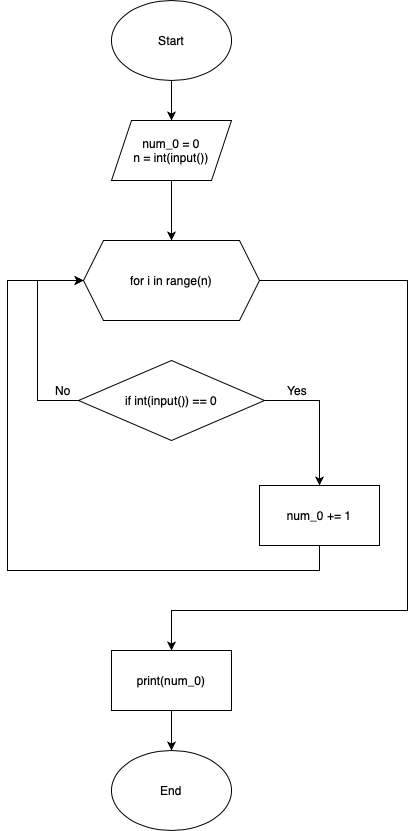 Start
num_0 = 0
n = int(input())
for i in range(n)
No
if int(input()) == 0
Yes
num_0 += 1
print(num_0)
End